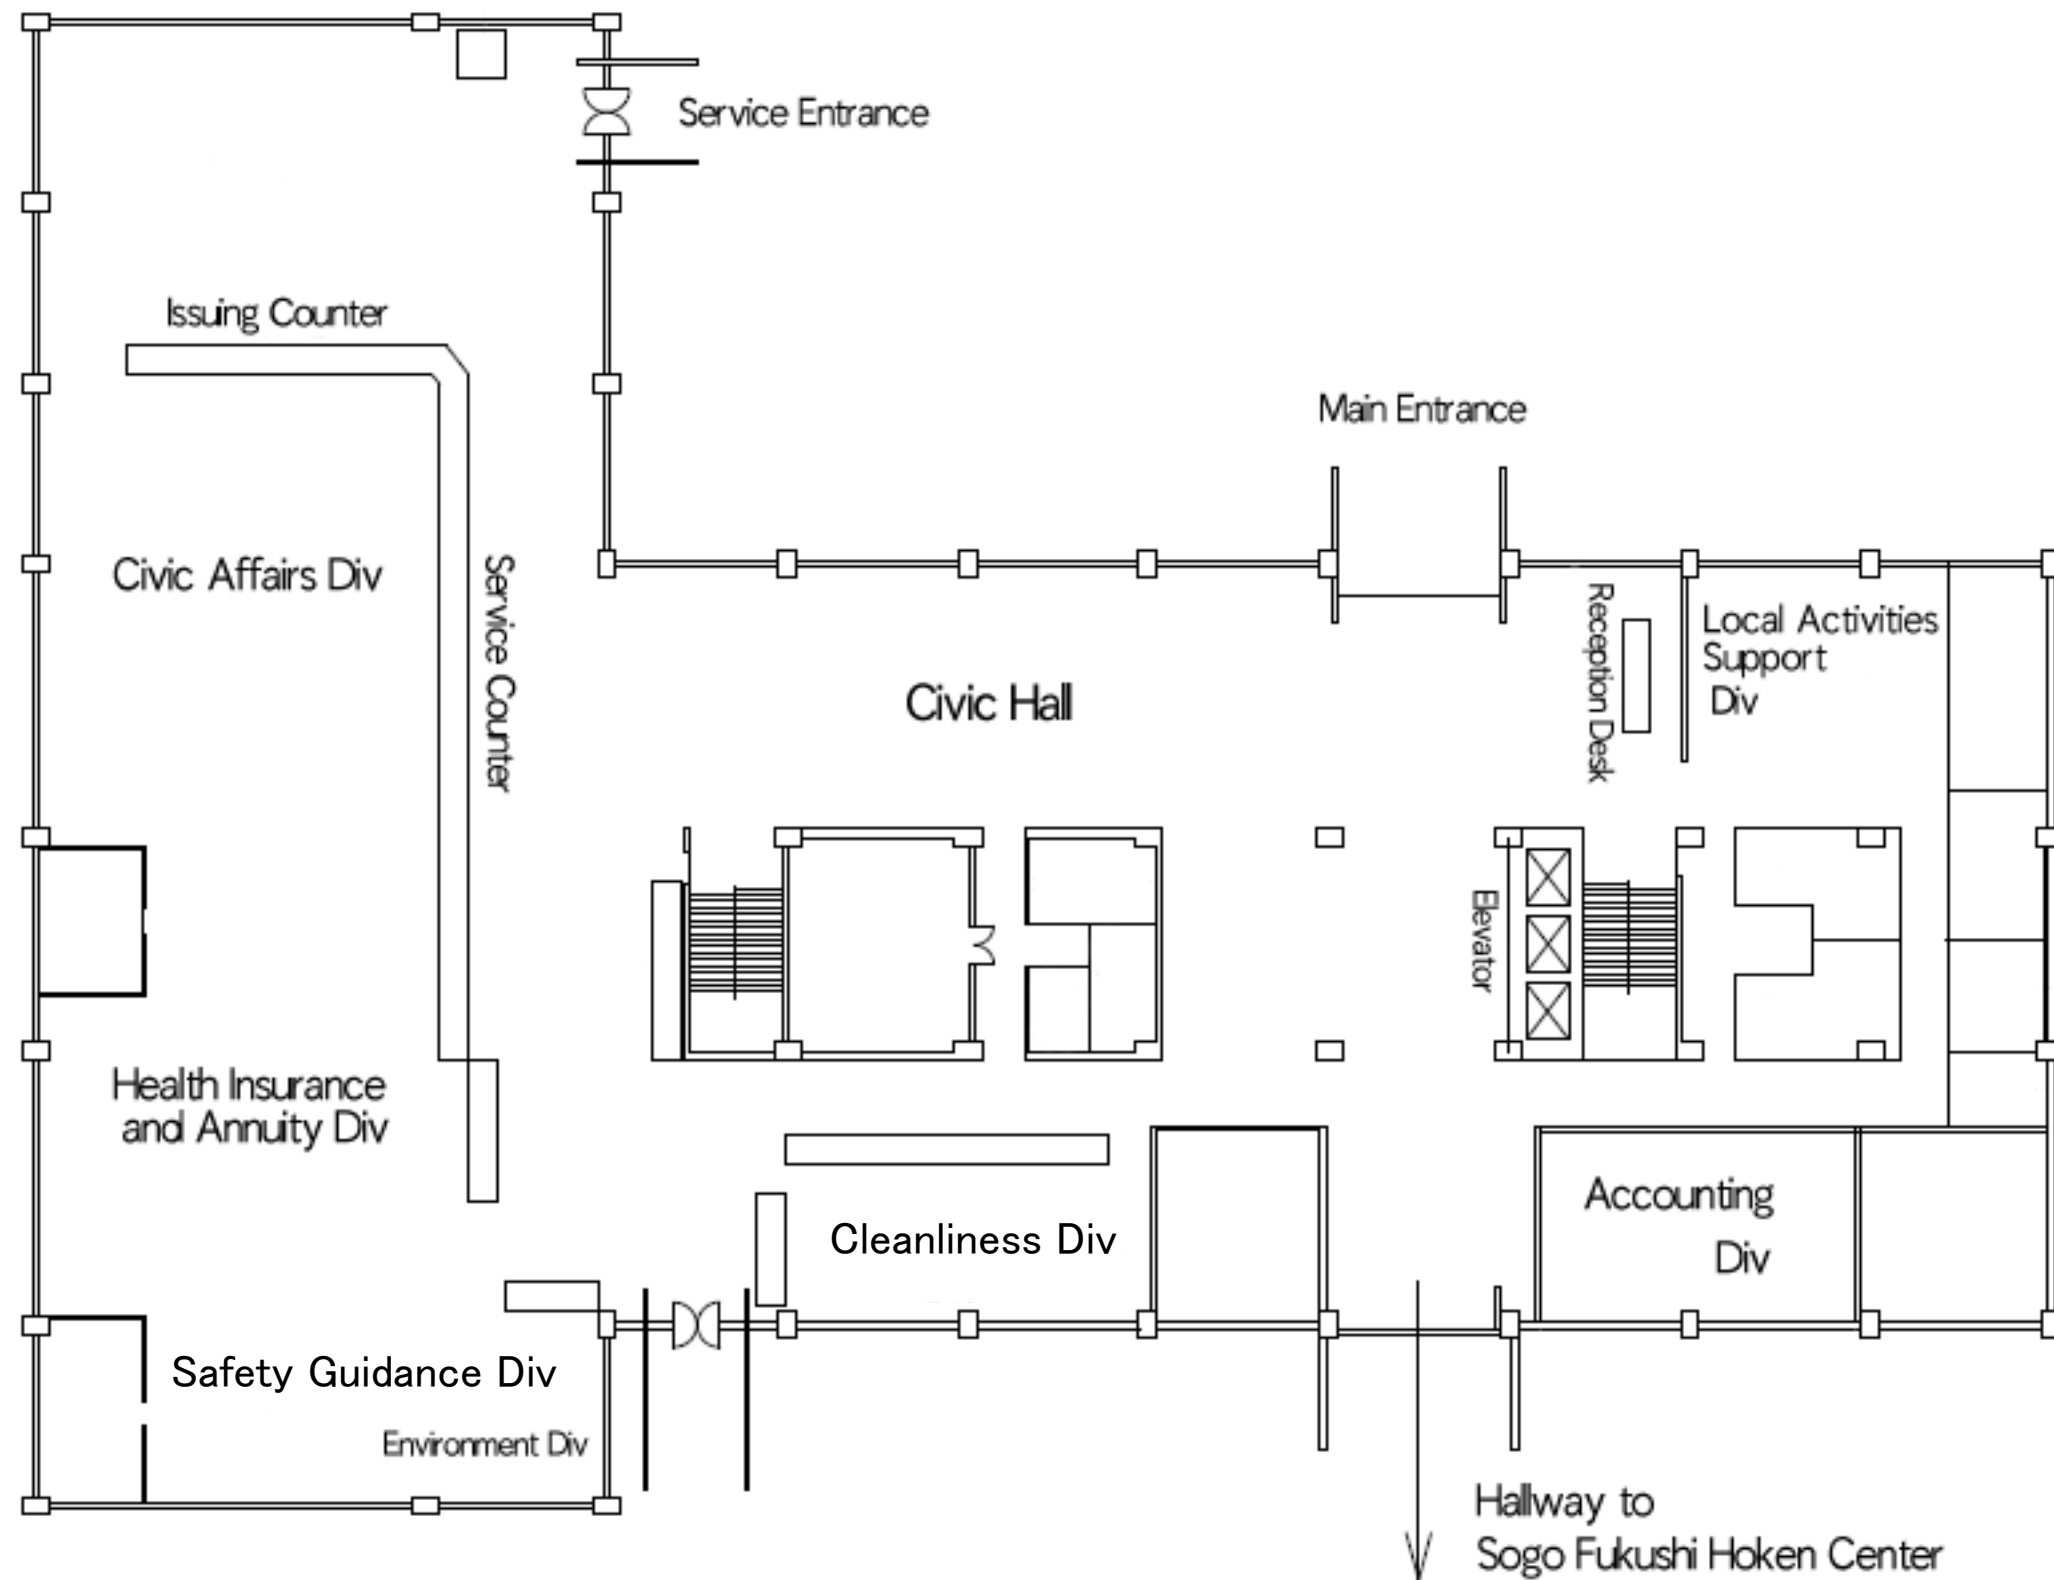 Service Entrance
Issuing Counter
Main Entrance
Civic Affairs Div
Service Counter
Civic Hall
Reception Desk
Local Activities
Support
Div
Elevator
Health Insurance
and Annuity Div
Cleanliness Div
Accounting
Div
Safety Guidance Div
Environment Div
Hallway to
Sogo Fukushi Hoken Center